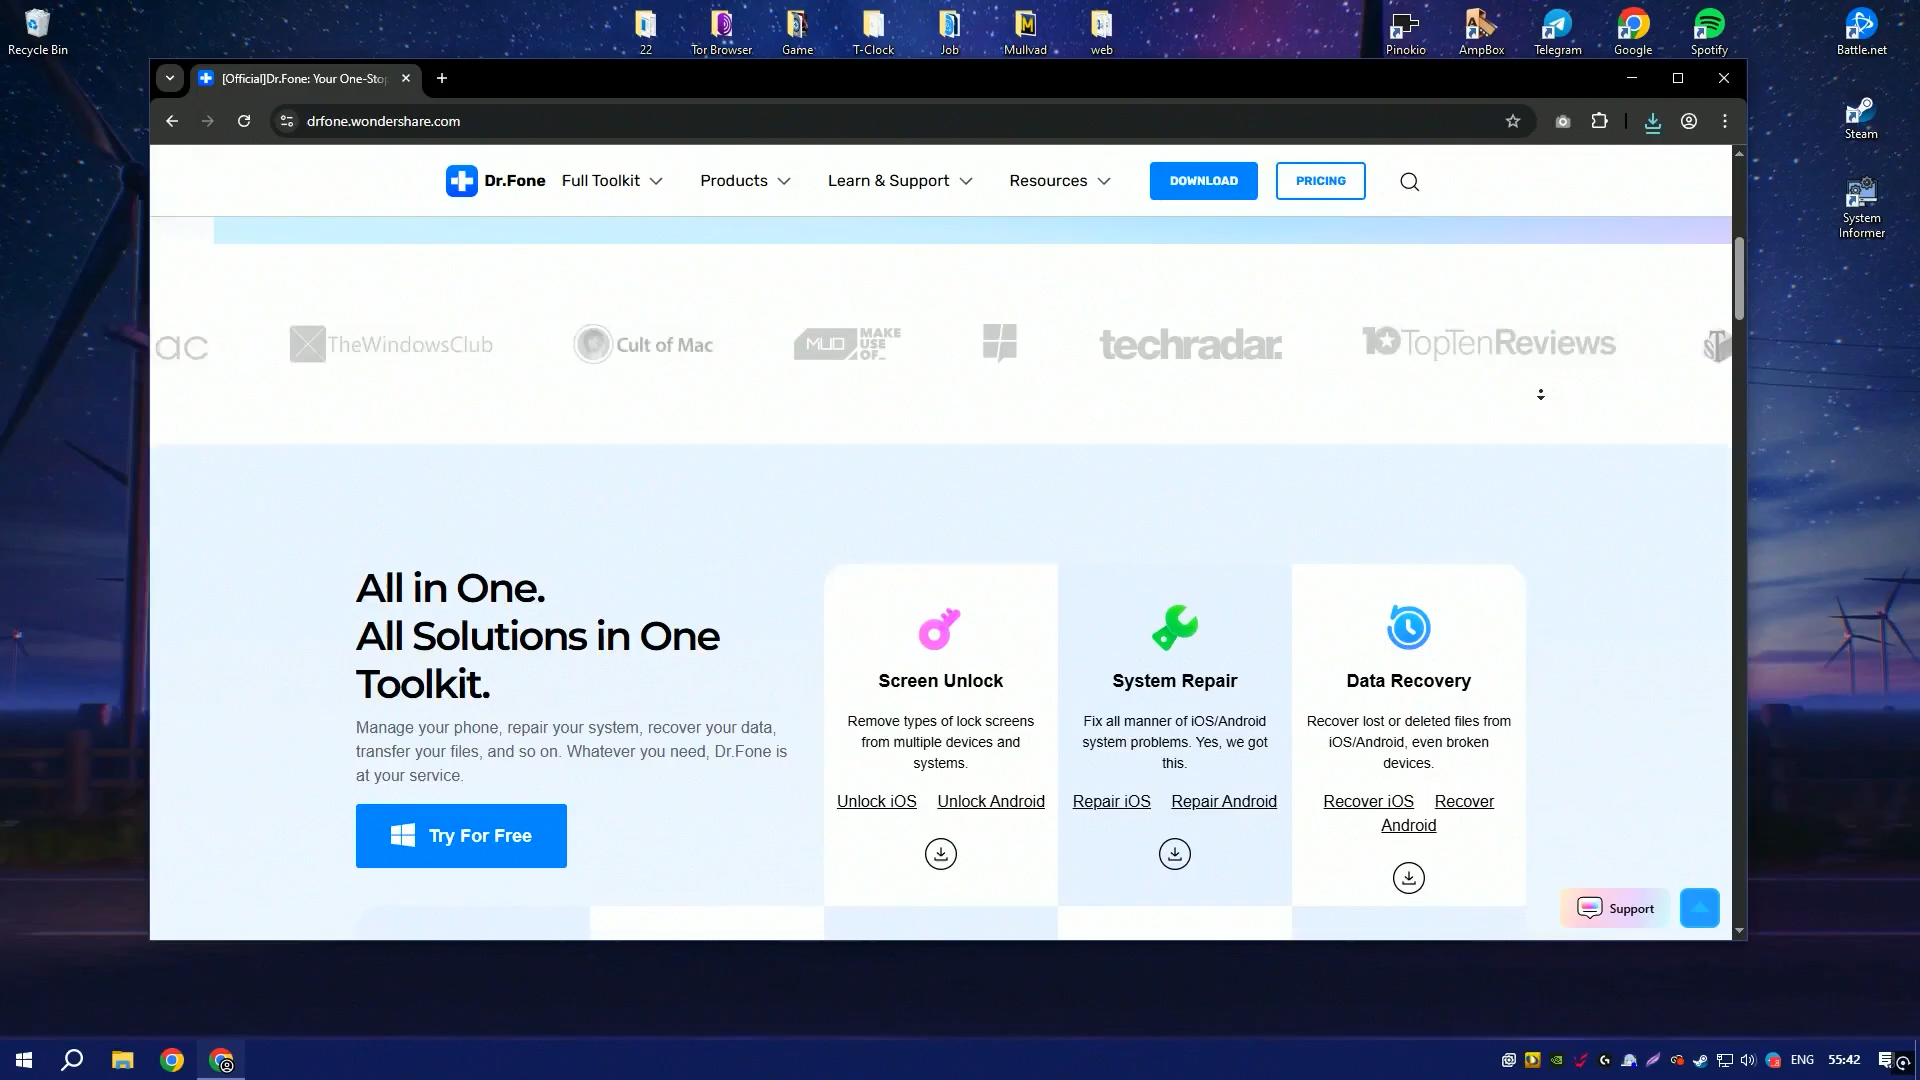 Recycle Bin
22
Tor Browser
Game
T-Clock
Job
Mullvad
web
Pinokio
AmpBox
Telegram
Google
Spotify
Battle.net
Steam
System
Informer
[Official]Dr.Fone: Your One-Stop
drfone.wondershare.com
Dr.Fone
Full Toolkit
Products
Learn & Support
Resources
DOWNLOAD
PRICING
ac
TheWindowsClub
Cult of Mac
MUO MAKE
USE
OF_
techradar.
10TopTenReviews
All in One.
All Solutions in One
Toolkit.
Manage your phone, repair your system, recover your data,
transfer your files, and so on. Whatever you need, Dr.Fone is
at your service.
Try For Free
Screen Unlock
Remove types of lock screens
from multiple devices and
systems.
Unlock iOS Unlock Android
System Repair
Fix all manner of iOS/Android
system problems. Yes, we got
this.
Repair iOS Repair Android
Data Recovery
Recover lost or deleted files from
iOS/Android, even broken
devices.
Recover iOS Recover
Android
Support
ENG
55:42